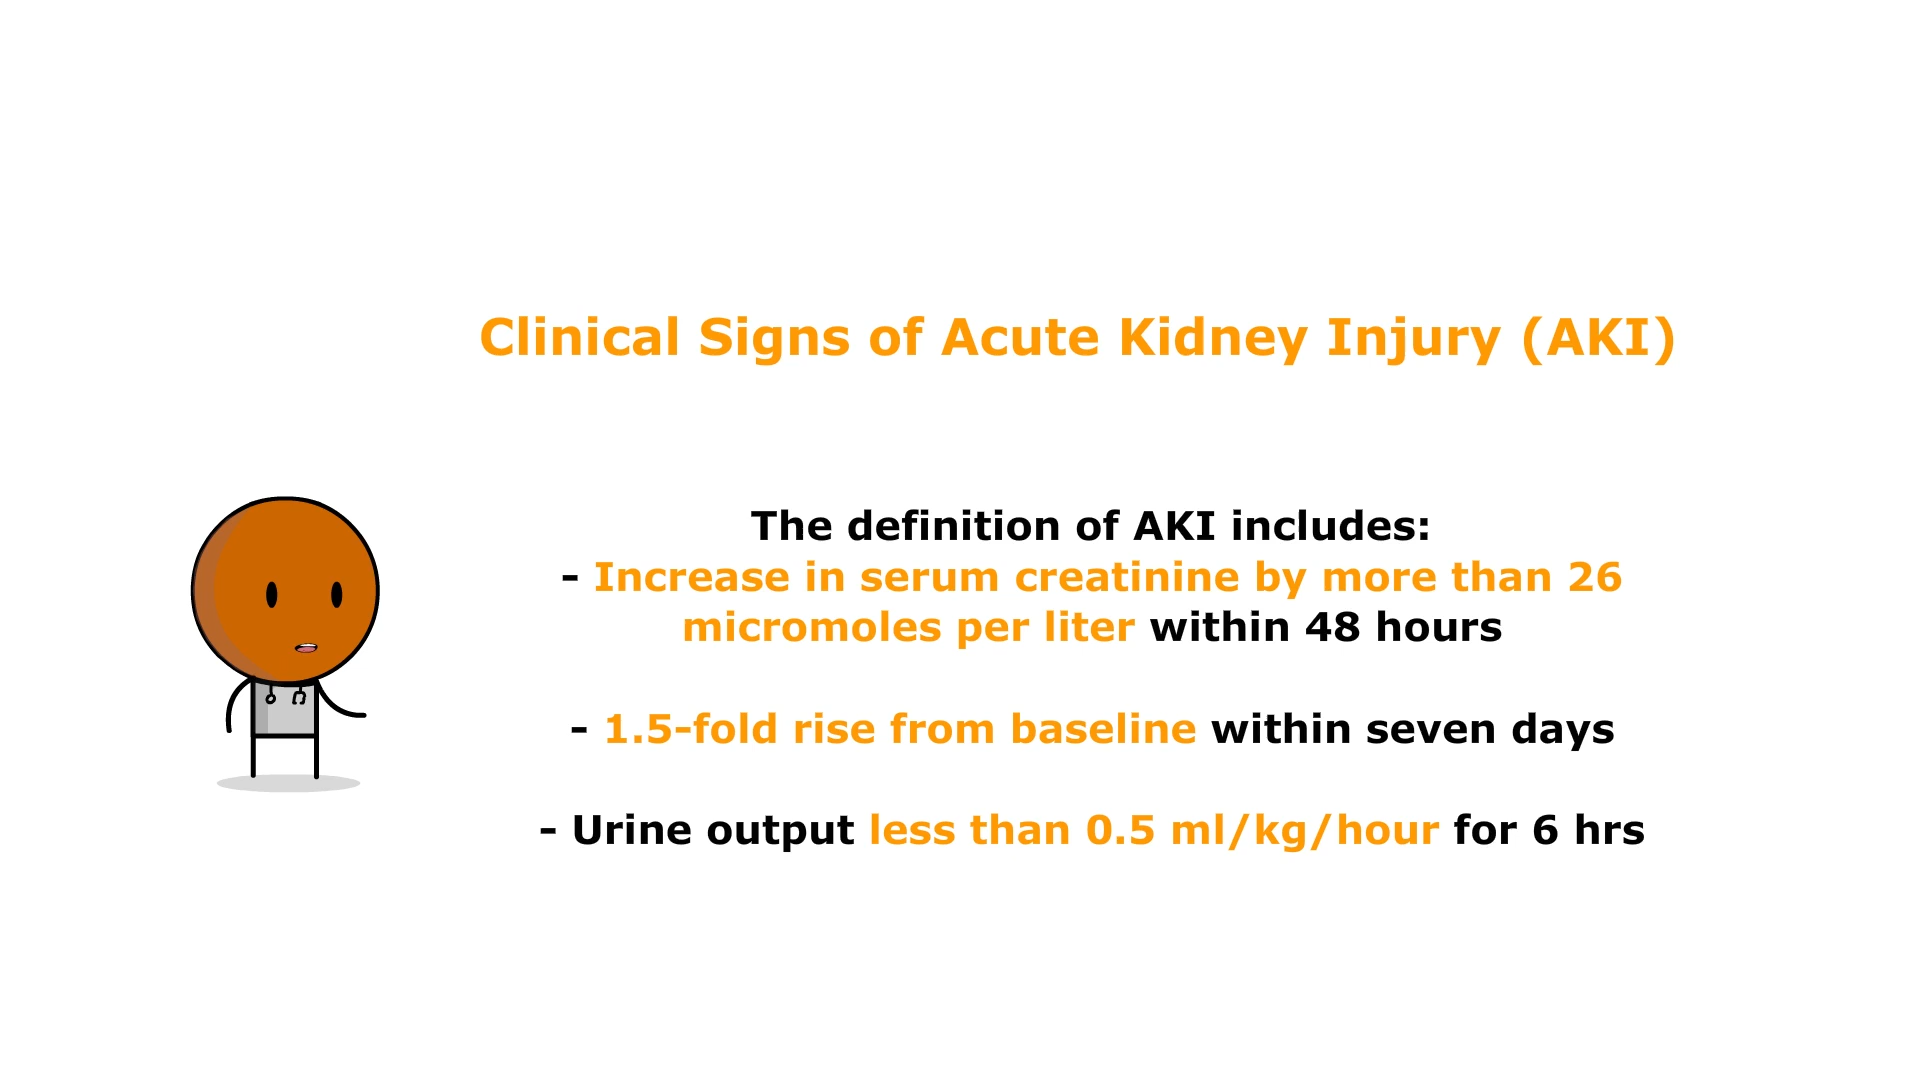 Clinical Signs of Acute Kidney Injury (AKI)
The definition of AKI includes:
- Increase in serum creatinine by more than 26
micromoles per liter within 48 hours
- 1.5-fold rise from baseline within seven days
- Urine output less than 0.5 ml/kg/hour for 6 hrs